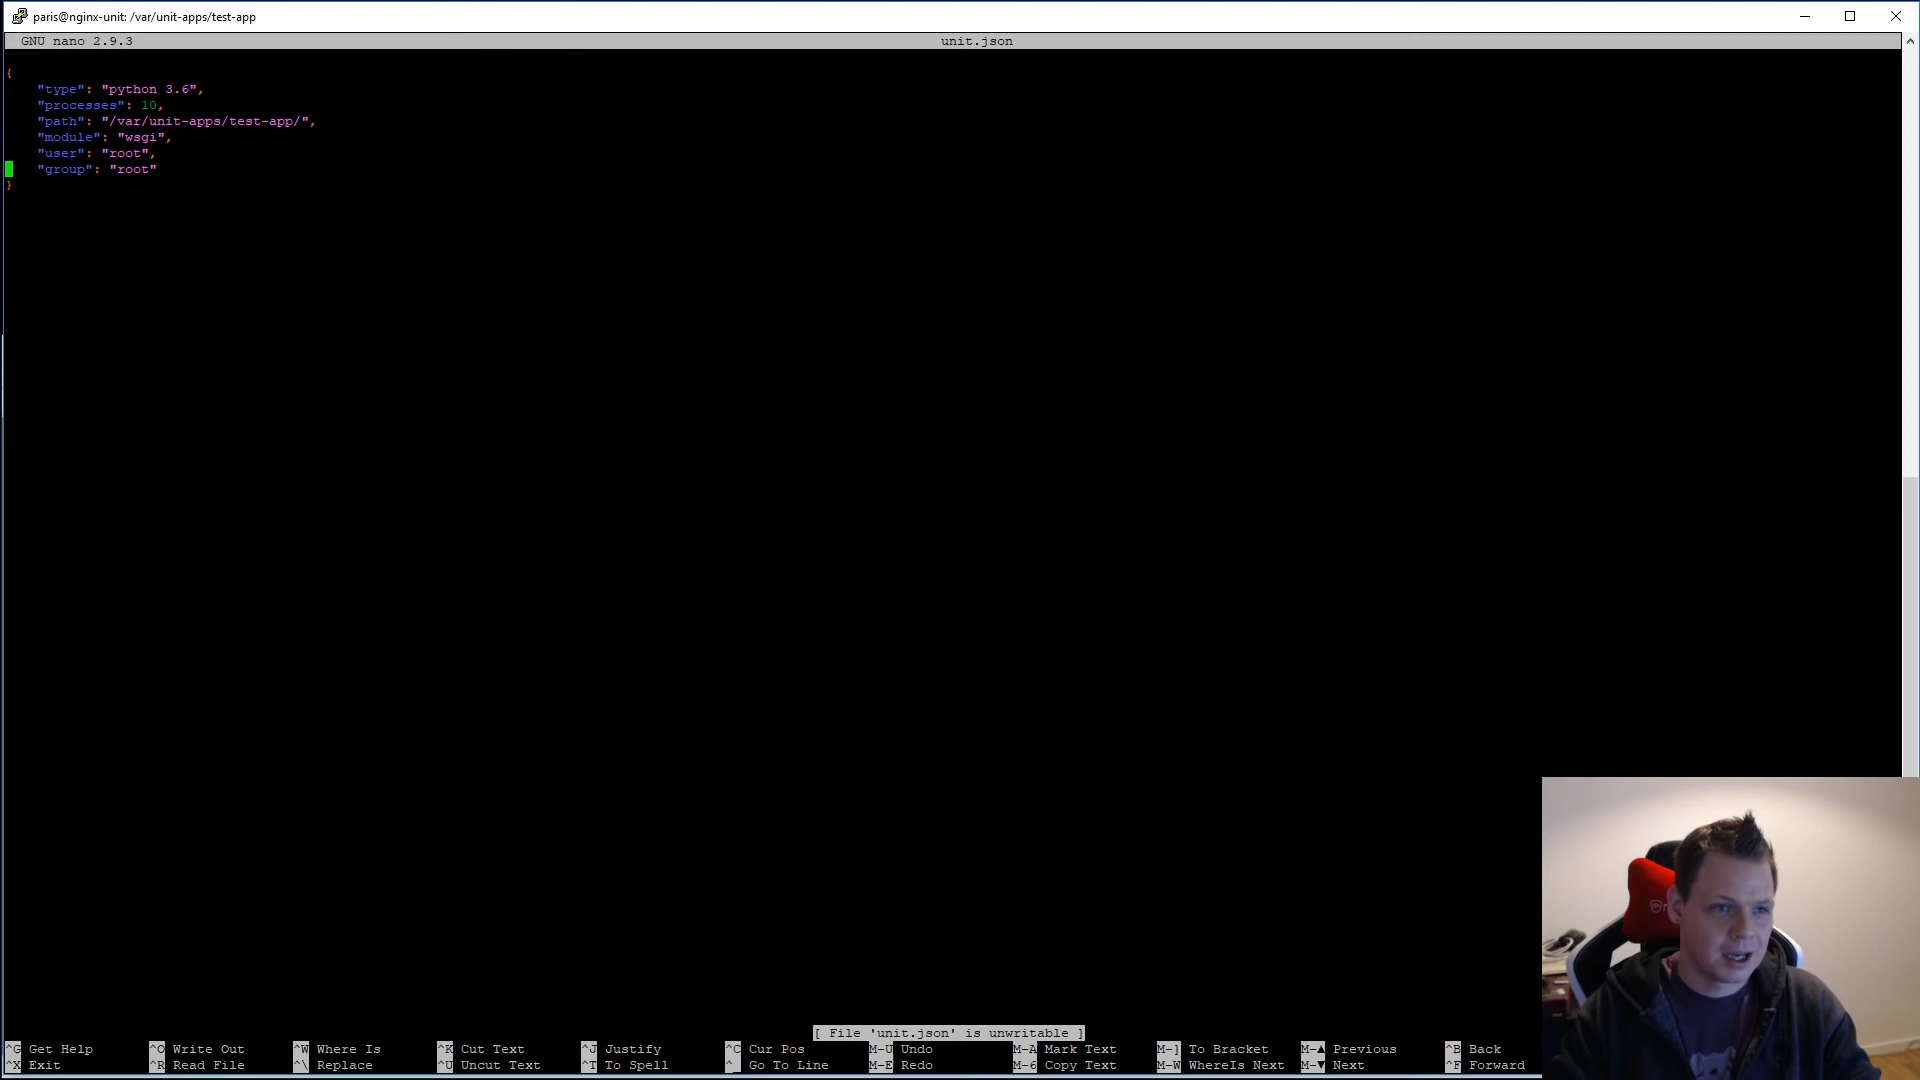 paris@nginx-unit: /var/unit-apps/test-app
GNU nano 2.9.3 unit.json
{
"type": "python 3.6",
"processes": 10,
"path": "/var/unit-apps/test-app/",
"module": "wsgi",
"user": "root",
"group": "root"
}
[ File 'unit.json' is unwritable ]
^G Get Help ^O Write Out ^W Where Is ^K Cut Text ^J Justify ^C Cur Pos M-U Undo M-A Mark Text M-] To Bracket M-▲ Previous ^B Back
^X Exit ^R Read File ^\ Replace ^U Uncut Text ^T To Spell ^_ Go To Line M-E Redo M-6 Copy Text M-W WhereIs Next M-▼ Next ^F Forward